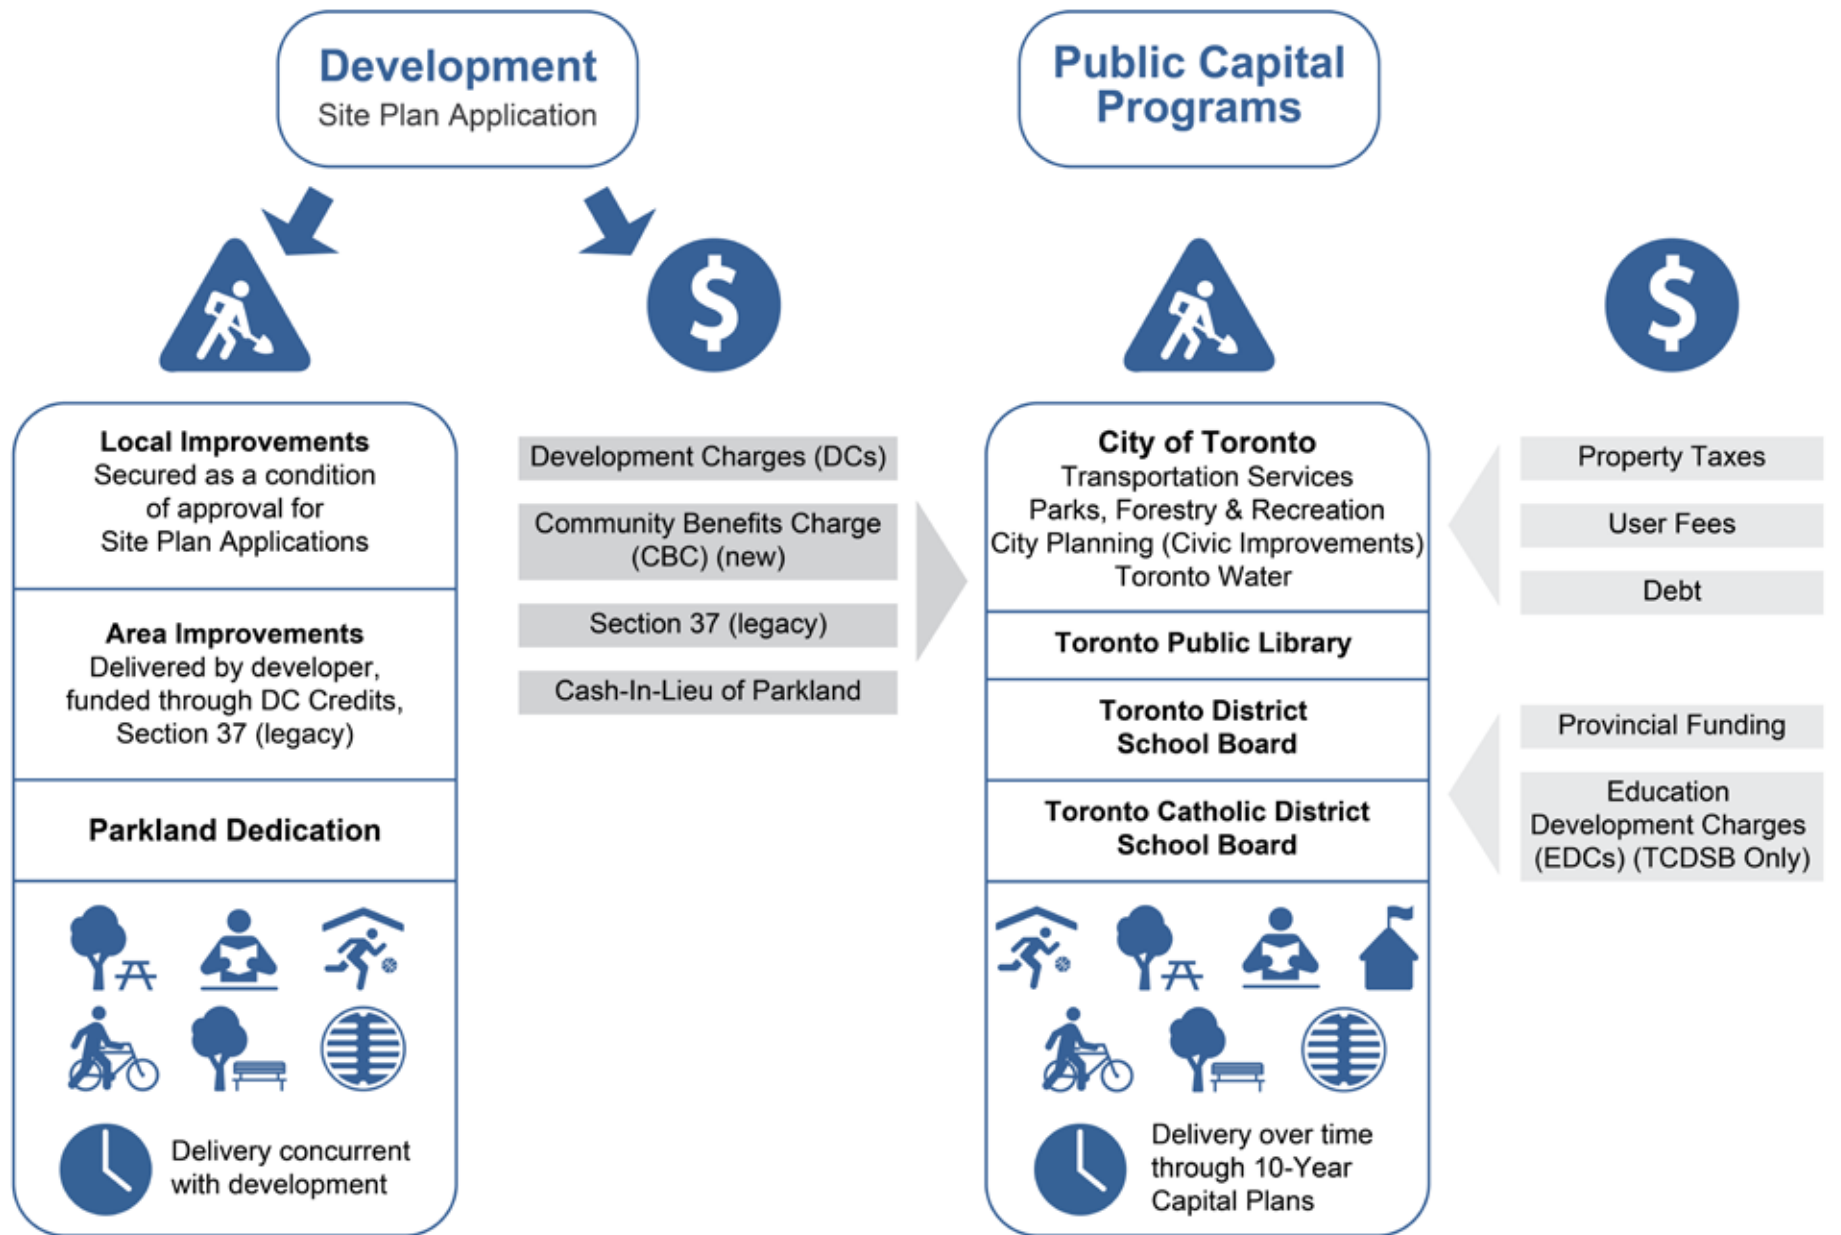 Development
Site Plan Application
Public Capital
Programs
Local Improvements
Secured as a condition
of approval for
Site Plan Applications
Area Improvements
Delivered by developer,
funded through DC Credits,
Section 37 (legacy)
Parkland Dedication
Delivery concurrent
with development
Development Charges (DCs)
Community Benefits Charge
(CBC) (new)
Section 37 (legacy)
Cash-In-Lieu of Parkland
City of Toronto
Transportation Services
Parks, Forestry & Recreation
City Planning (Civic Improvements)
Toronto Water
Toronto Public Library
Toronto District
School Board
Toronto Catholic District
School Board
Delivery over time
through 10-Year
Capital Plans
Property Taxes
User Fees
Debt
Provincial Funding
Education
Development Charges
(EDCs) (TCDSB Only)